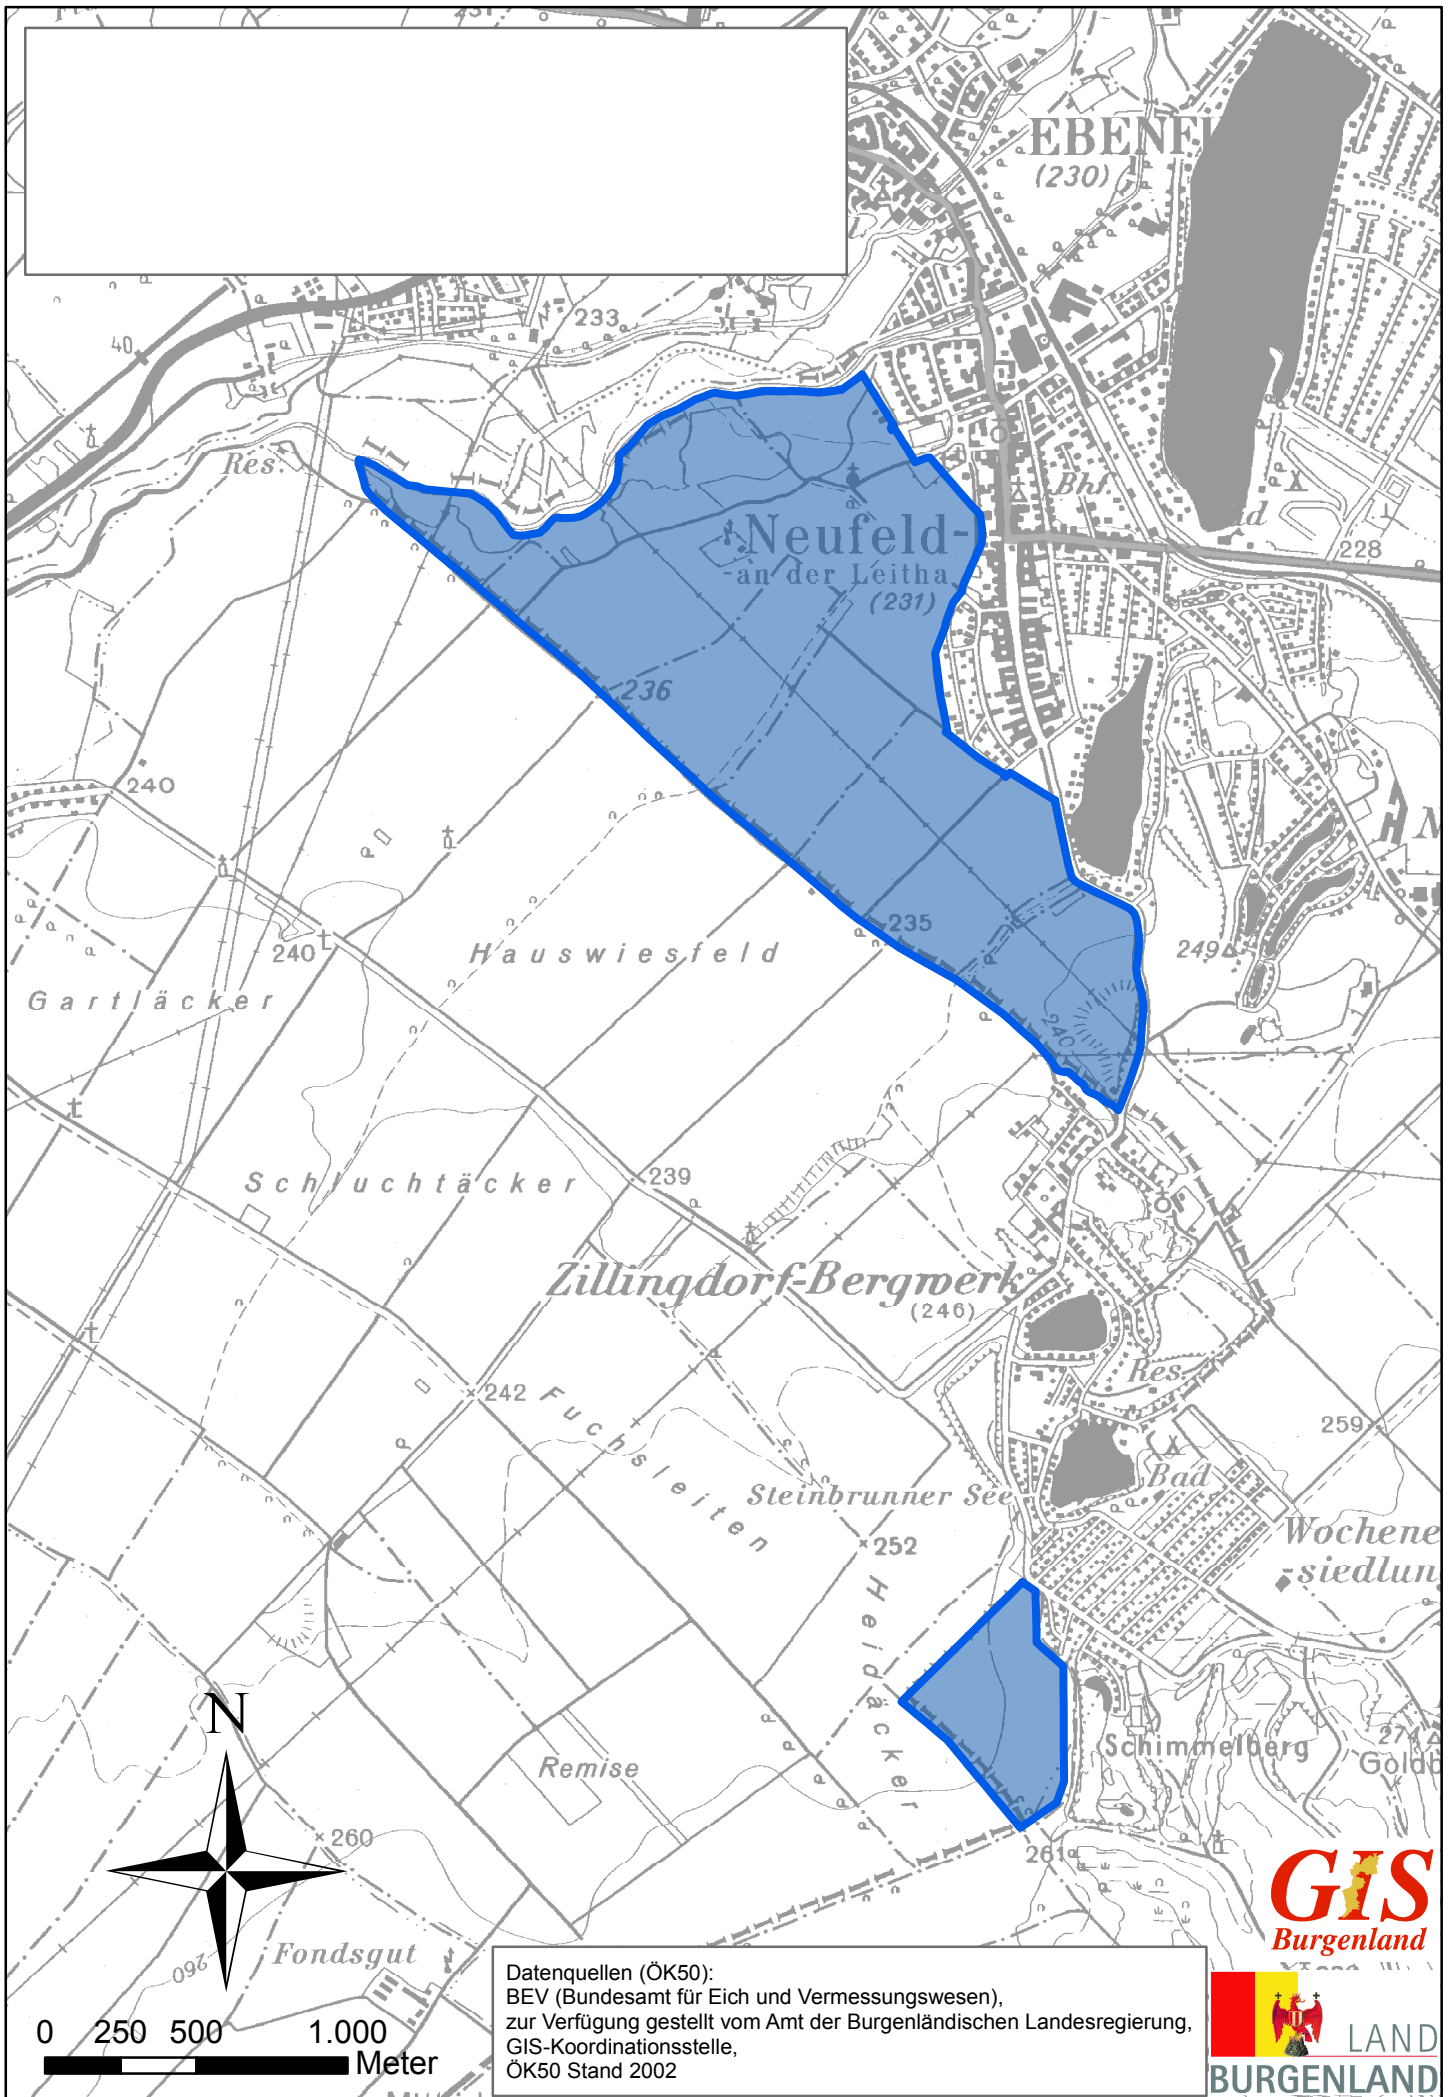 EBENF
(230)
233
40
Res.
Bhf
Neufeld-
-an der Leitha
(231)
228
236
240
235
240
Hauswiesfeld
249
Gartläcker
240
Schluchtäcker
239
Zillingdorf-Bergwerk
(246)
Res.
242
Fuchsleiten
259
Steinbrunner See
Bad
252
Wochene
-siedlun
Heidäcker
N
Schimmelberg
274
Goldb
Remise
260
261
GIS
Burgenland
Fondsgut
260
Datenquellen (ÖK50):
BEV (Bundesamt für Eich und Vermessungswesen),
zur Verfügung gestellt vom Amt der Burgenländischen Landesregierung,
GIS-Koordinationsstelle,
ÖK50 Stand 2002
0 250 500 1.000
Meter
LAND
BURGENLAND